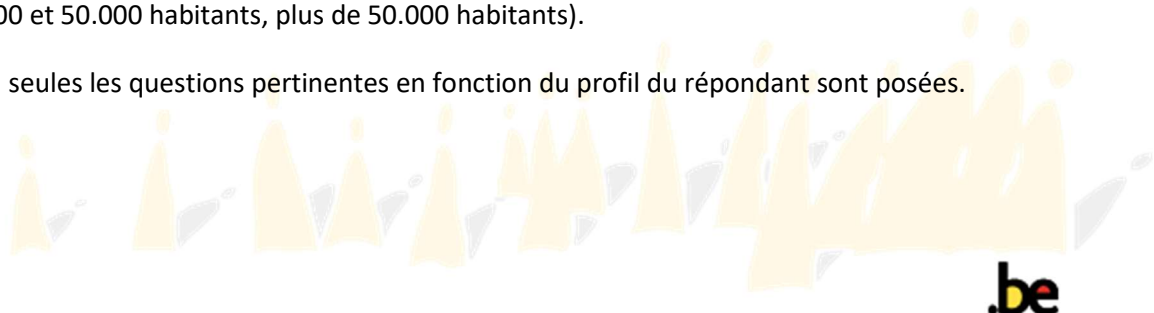 00 et 50.000 habitants, plus de 50.000 habitants).
seules les questions pertinentes en fonction du profil du répondant sont posées.
.be